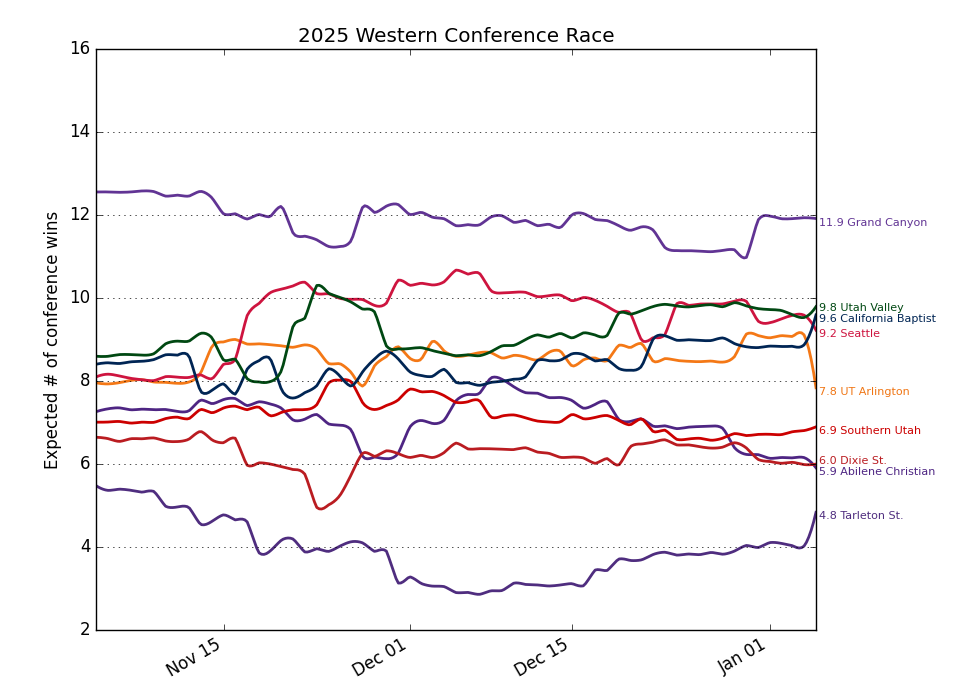 2025 Western Conference Race
Expected # of conference wins
16
14
12
10
8
6
4
2
11.9 Grand Canyon
9.8 Utah Valley
9.6 California Baptist
9.2 Seattle
7.8 UT Arlington
6.9 Southern Utah
6.0 Dixie St.
5.9 Abilene Christian
4.8 Tarleton St.
Nov 15
Dec 01
Dec 15
Jan 01